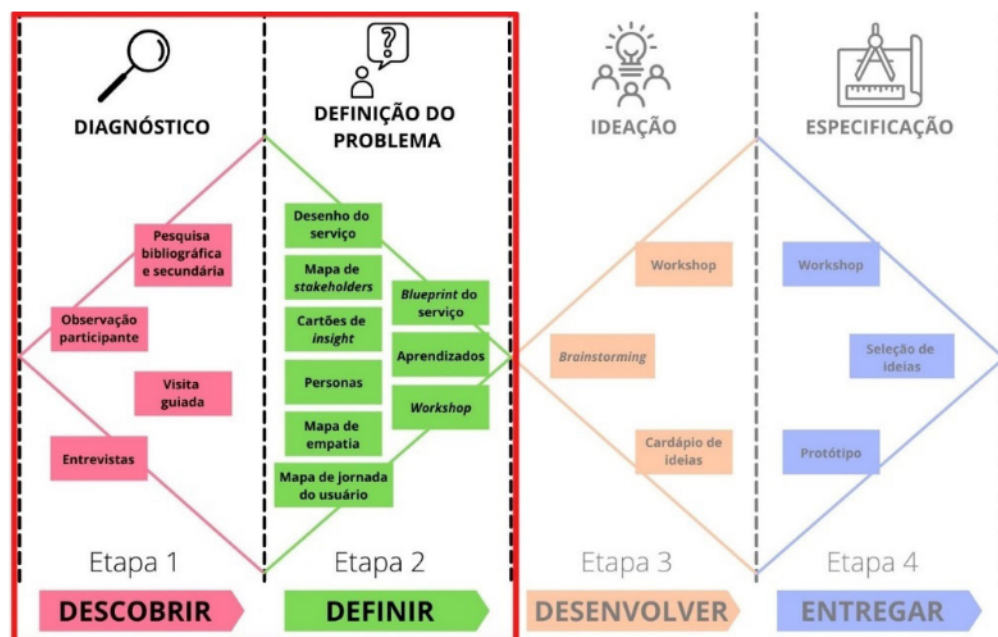 ?
DIAGNÓSTICO
DEFINIÇÃO DO
PROBLEMA
IDEAÇÃO
ESPECIFICAÇÃO
Pesquisa
bibliográfica
e secundária
Observação
participante
Visita
guiada
Entrevistas
Desenho do
serviço
Mapa de
stakeholders
Cartões de
insight
Personas
Mapa de
empatia
Mapa de jornada
do usuário
Blueprint do
serviço
Aprendizados
Workshop
Workshop
Brainstorming
Cardápio de
ideias
Workshop
Seleção de
ideias
Protótipo
Etapa 1
Etapa 2
Etapa 3
Etapa 4
DESCOBRIR
DEFINIR
DESENVOLVER
ENTREGAR